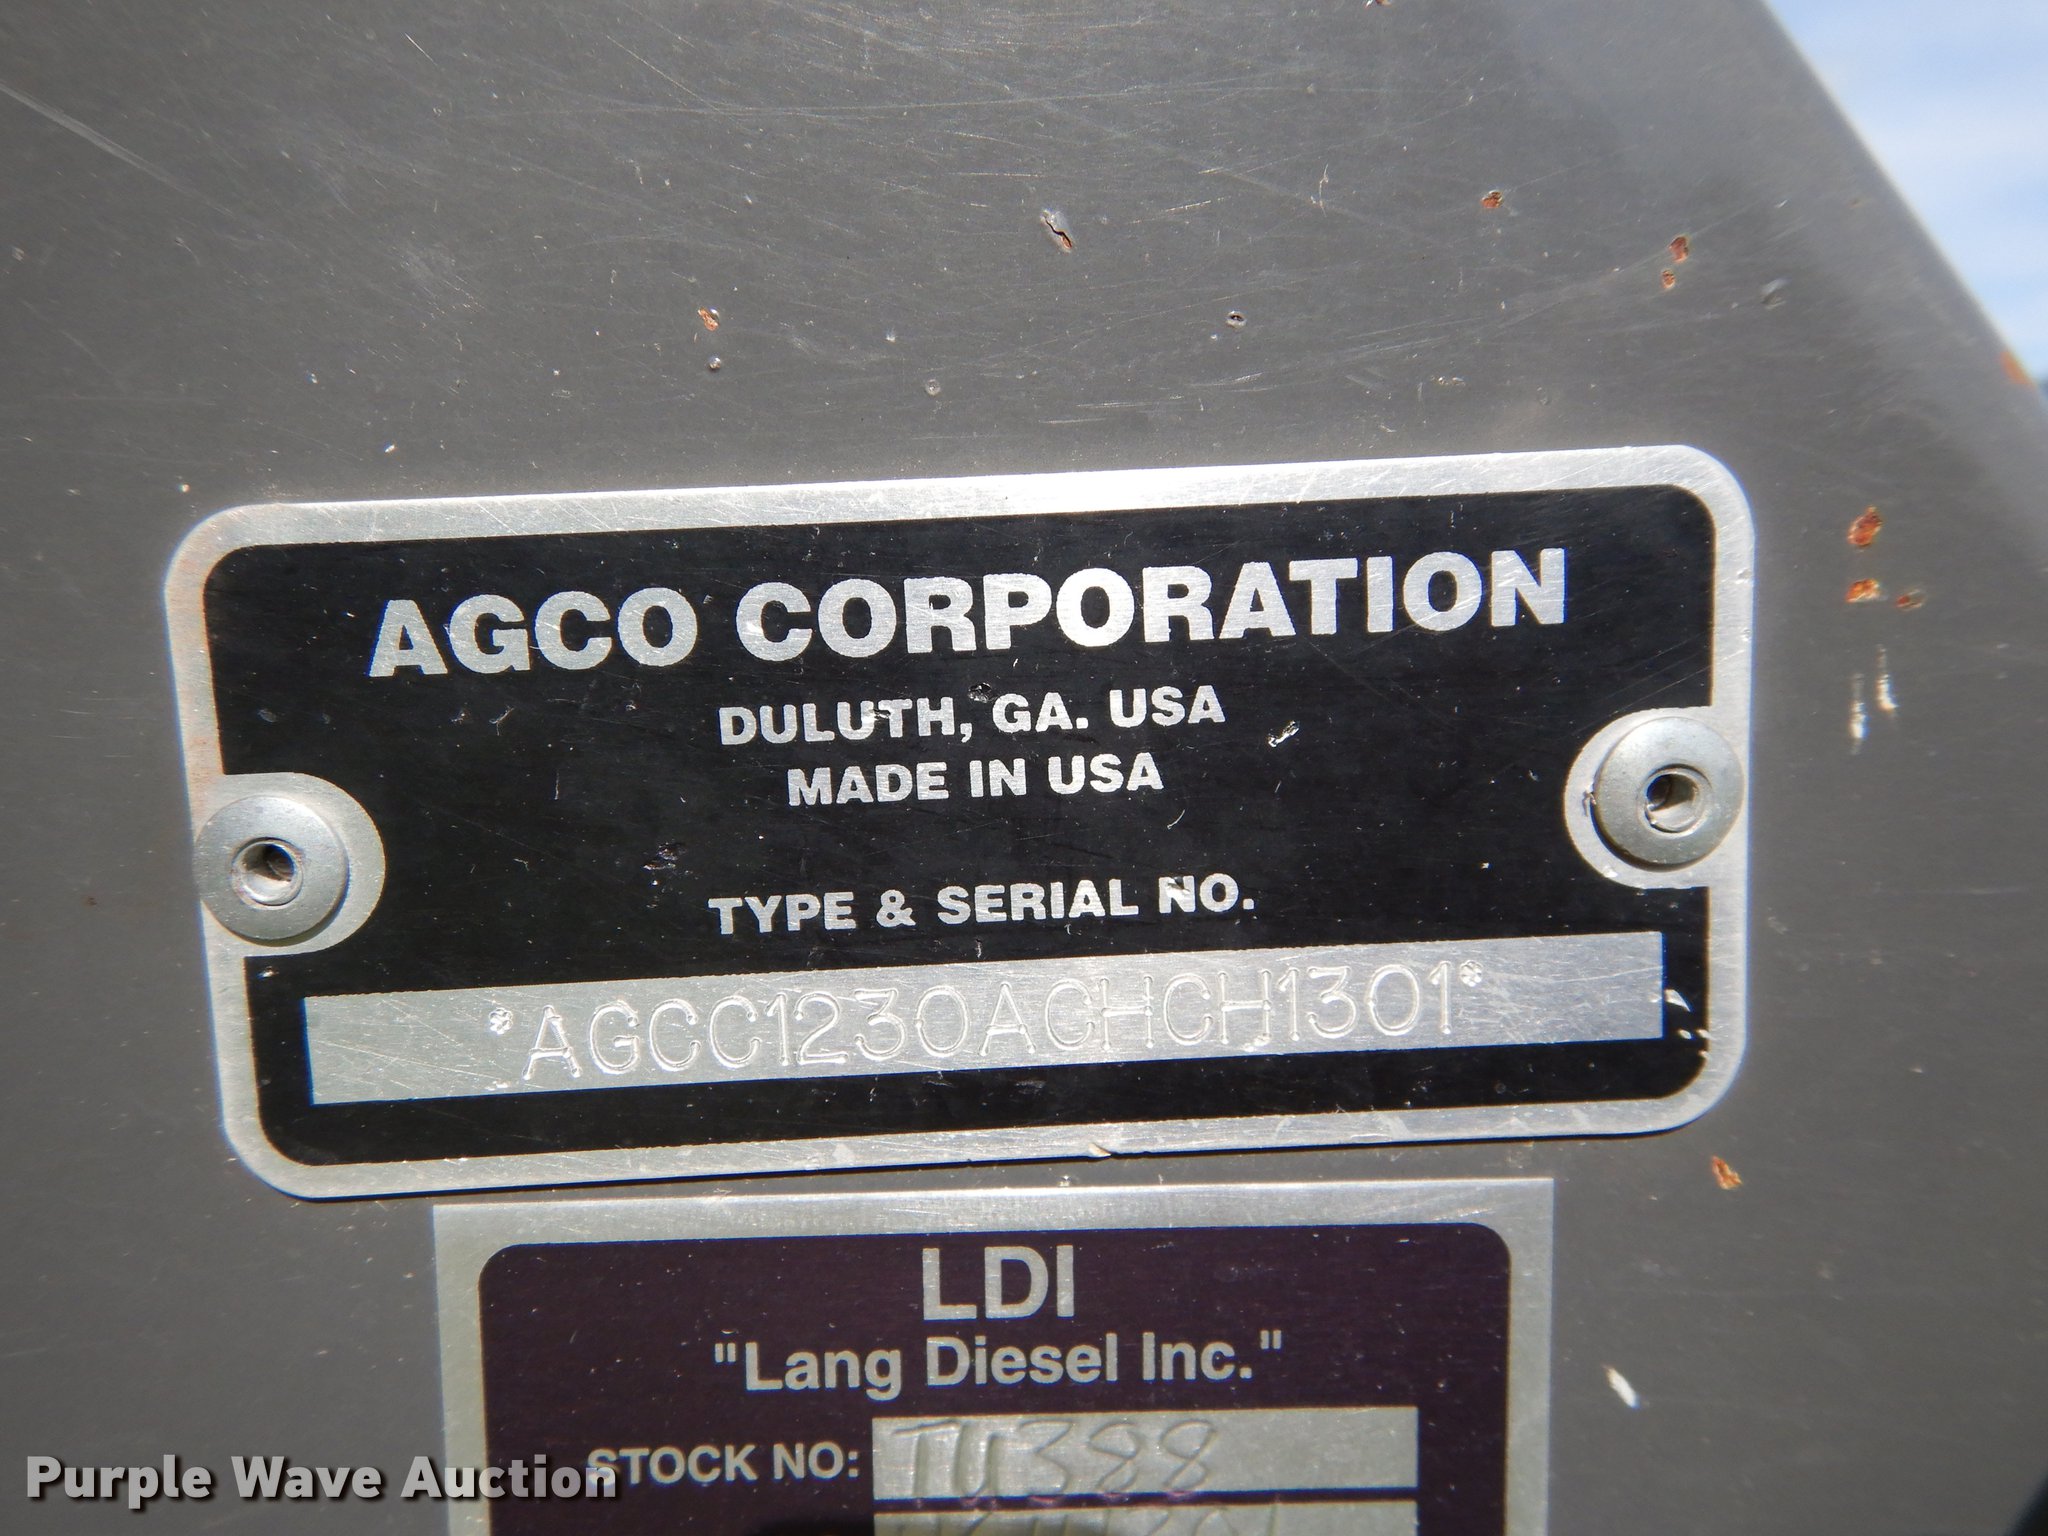 AGCO CORPORATION
DULUTH, GA. USA
MADE IN USA
TYPE & SERIAL NO.
*AGCC1230ACHCH1301*
LDI
"Lang Diesel Inc."
STOCK NO: TU388
Purple Wave Auction